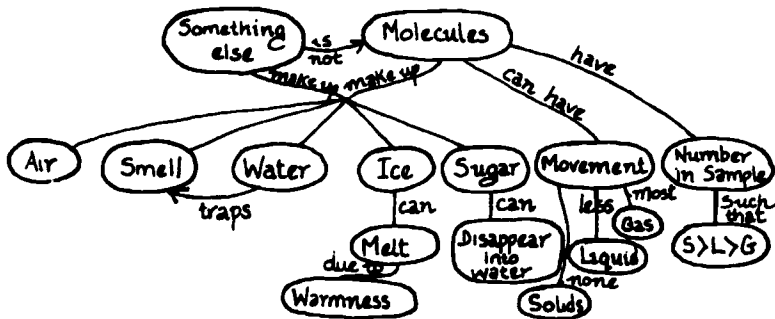 Something
else
is
not
Molecules
make up make up
can have
have
Air
Smell
Water
Ice
Sugar
Movement
Number
in Sample
traps
can
can
less
most
such
that
Gas
Melt
Disappear
into
water
Liquid
S>L>G
due to
none
Warmness
Solids